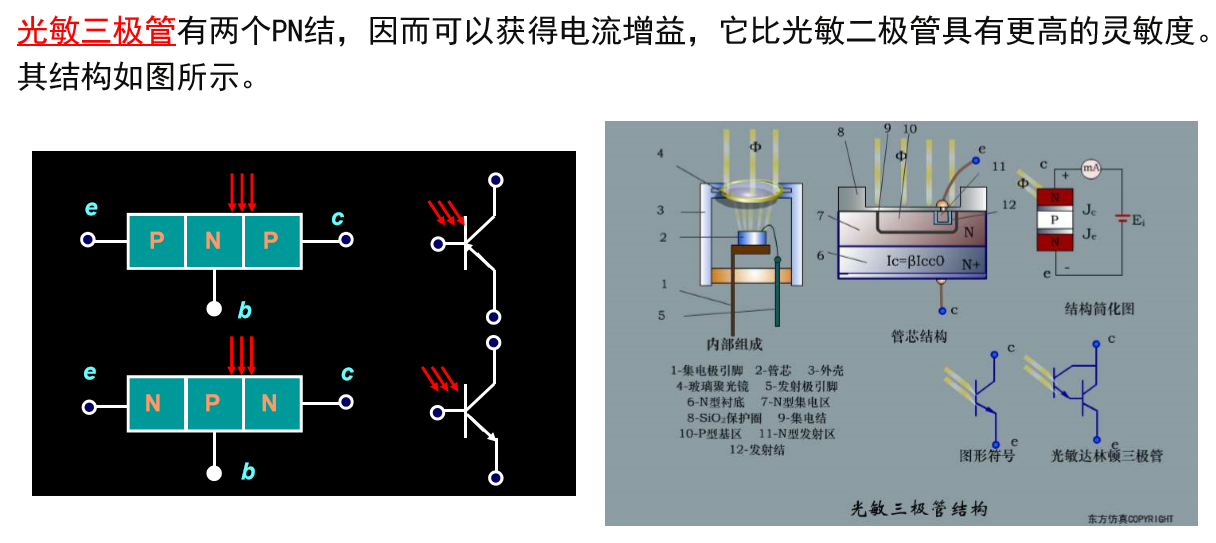 光敏三极管有两个PN结，因而可以获得电流增益，它比光敏二极管具有更高的灵敏度。
其结构如图所示。
e
P N P
c
b
e
N P N
c
b
4
Φ
3
2
1
5
内部组成
8
9 10
Φ
e
11
12
7
N
6
Ic=βIcc0
N+
c
管芯结构
c
+
mA
Φ
N
P
N
Jc
Je
Ei
e
-
结构简化图
1-集电极引脚 2-管芯 3-外壳
4-玻璃聚光镜 5-发射极引脚
6-N型衬底 7-N型集电区
8-SiO₂保护圈 9-集电结
10-P型基区 11-N型发射区
12-发射结
c
e
图形符号
c
e
光敏达林顿三极管
光敏三极管结构
东方仿真COPYRIGHT